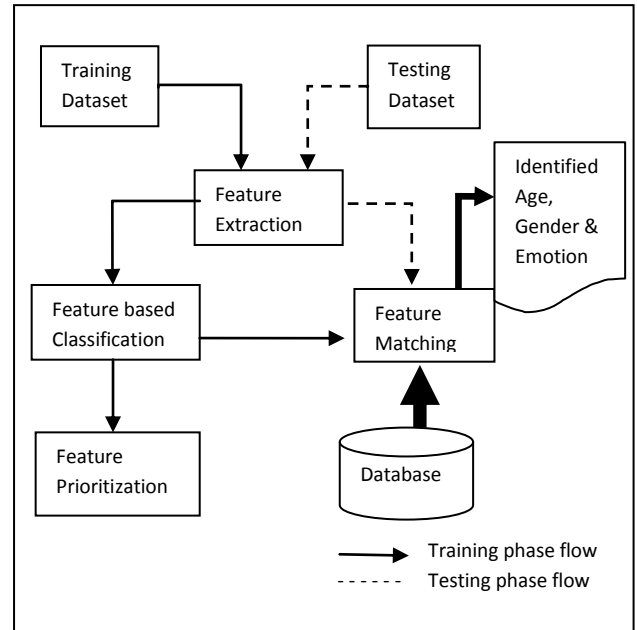 Training
Dataset
Testing
Dataset
Feature
Extraction
Identified
Age,
Gender &
Emotion
Feature based
Classification
Feature
Matching
Feature
Prioritization
Database
Training phase flow
Testing phase flow